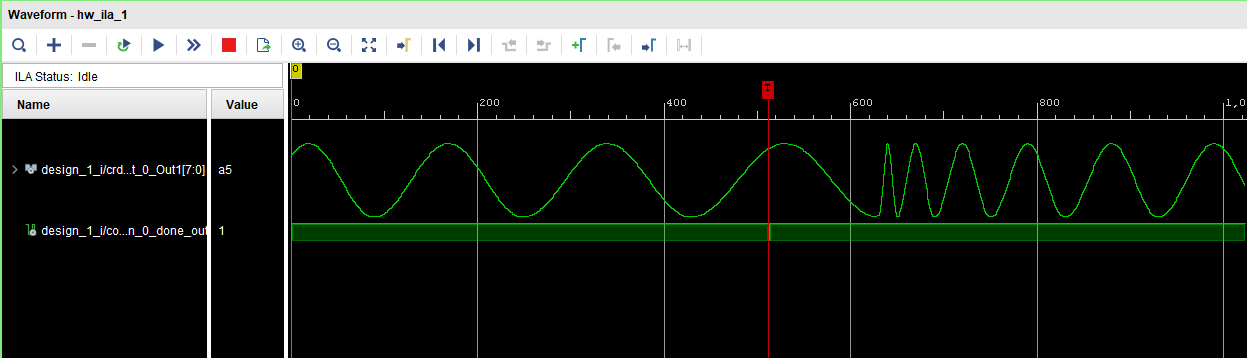 Waveform - hw_ila_1
ILA Status: Idle
0
Name Value
0 200 400 600 800 1,0
design_1_i/crd...t_0_Out1[7:0] a5
design_1_i/co...n_0_done_out 1